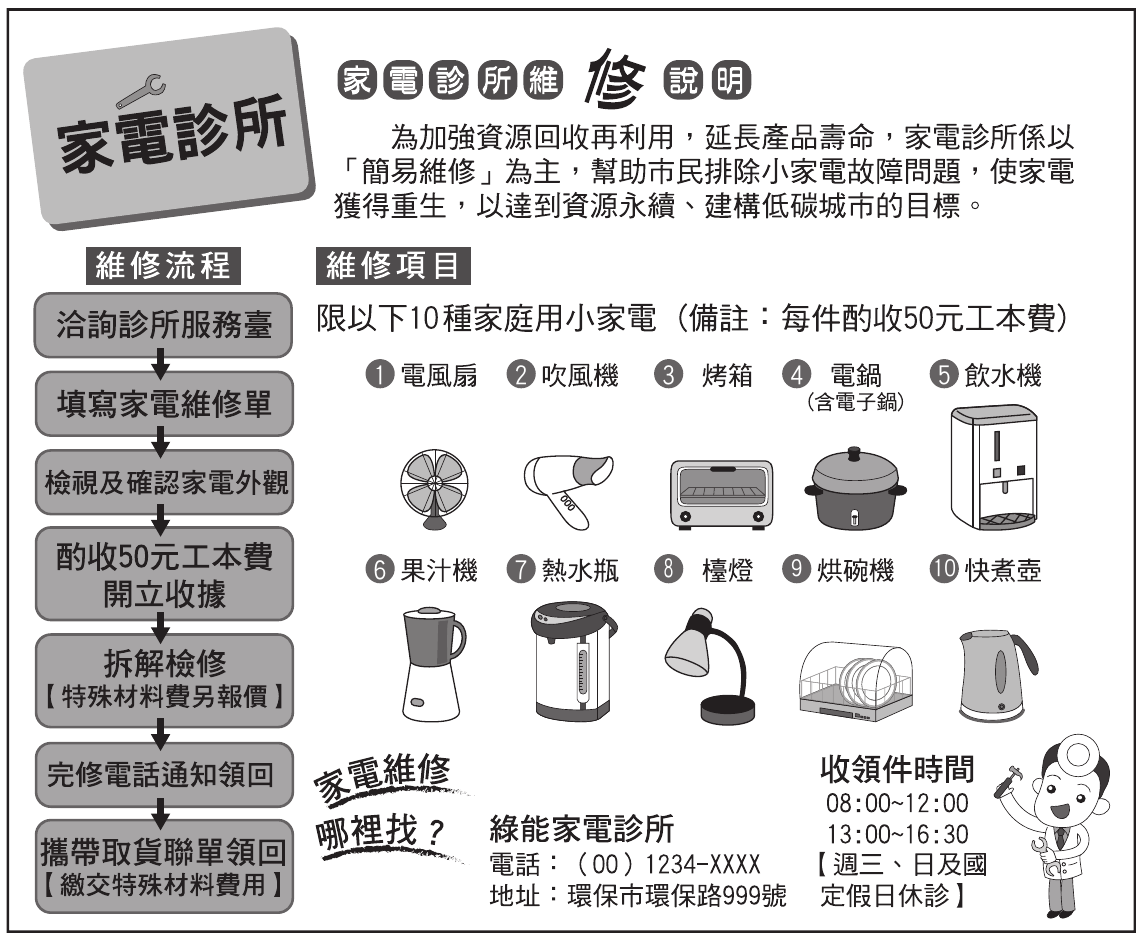 家電診所
家電診所維修說明
為加強資源回收再利用，延長產品壽命，家電診所係以
「簡易維修」為主，幫助市民排除小家電故障問題，使家電
獲得重生，以達到資源永續、建構低碳城市的目標。
維修流程
洽詢診所服務臺
填寫家電維修單
檢視及確認家電外觀
酌收50元工本費
開立收據
拆解檢修
【特殊材料費另報價】
完修電話通知領回
攜帶取貨聯單領回
【繳交特殊材料費用】
維修項目
限以下10種家庭用小家電（備註：每件酌收50元工本費）
1 電風扇
2 吹風機
3 烤箱
4 電鍋
（含電子鍋）
5 飲水機
6 果汁機
7 熱水瓶
8 檯燈
9 烘碗機
10 快煮壺
家電維修
哪裡找？
綠能家電診所
電話：（00）1234-XXXX
地址：環保市環保路999號
收領件時間
08:00~12:00
13:00~16:30
【週三、日及國
定假日休診】